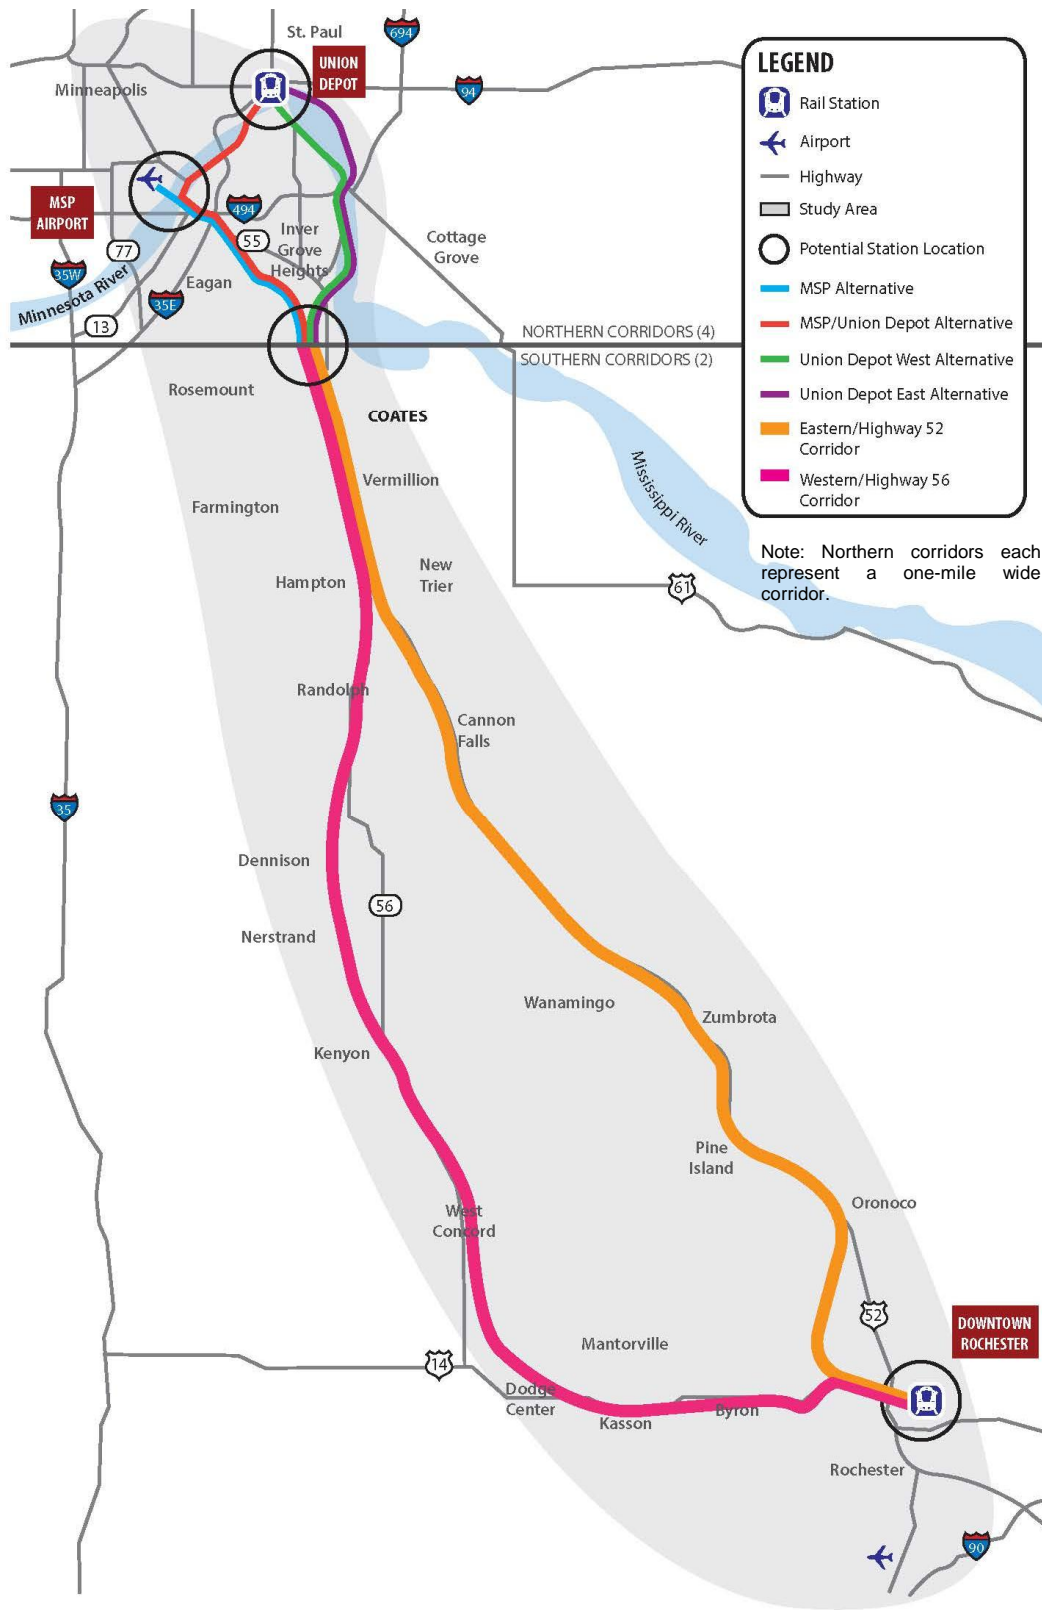 St. Paul
694
UNION
DEPOT
Minneapolis
94
MSP
AIRPORT
494
55
77
Inver
Grove
Heights
Cottage
Grove
35W
Minnesota River
Eagan
35E
13
NORTHERN CORRIDORS (4)
SOUTHERN CORRIDORS (2)
Rosemount
COATES
Vermillion
Mississippi River
Farmington
New
Trier
Hampton
61
Randolph
Cannon
Falls
35
Dennison
56
Nerstrand
Wanamingo
Zumbrota
Kenyon
Pine
Island
Oronoco
West
Concord
52
DOWNTOWN
ROCHESTER
Mantorville
14
Dodge
Center
Kasson
Byron
Rochester
90
LEGEND
Rail Station
Airport
Highway
Study Area
Potential Station Location
MSP Alternative
MSP/Union Depot Alternative
Union Depot West Alternative
Union Depot East Alternative
Eastern/Highway 52
Corridor
Western/Highway 56
Corridor
Note: Northern corridors each
represent a one-mile wide
corridor.